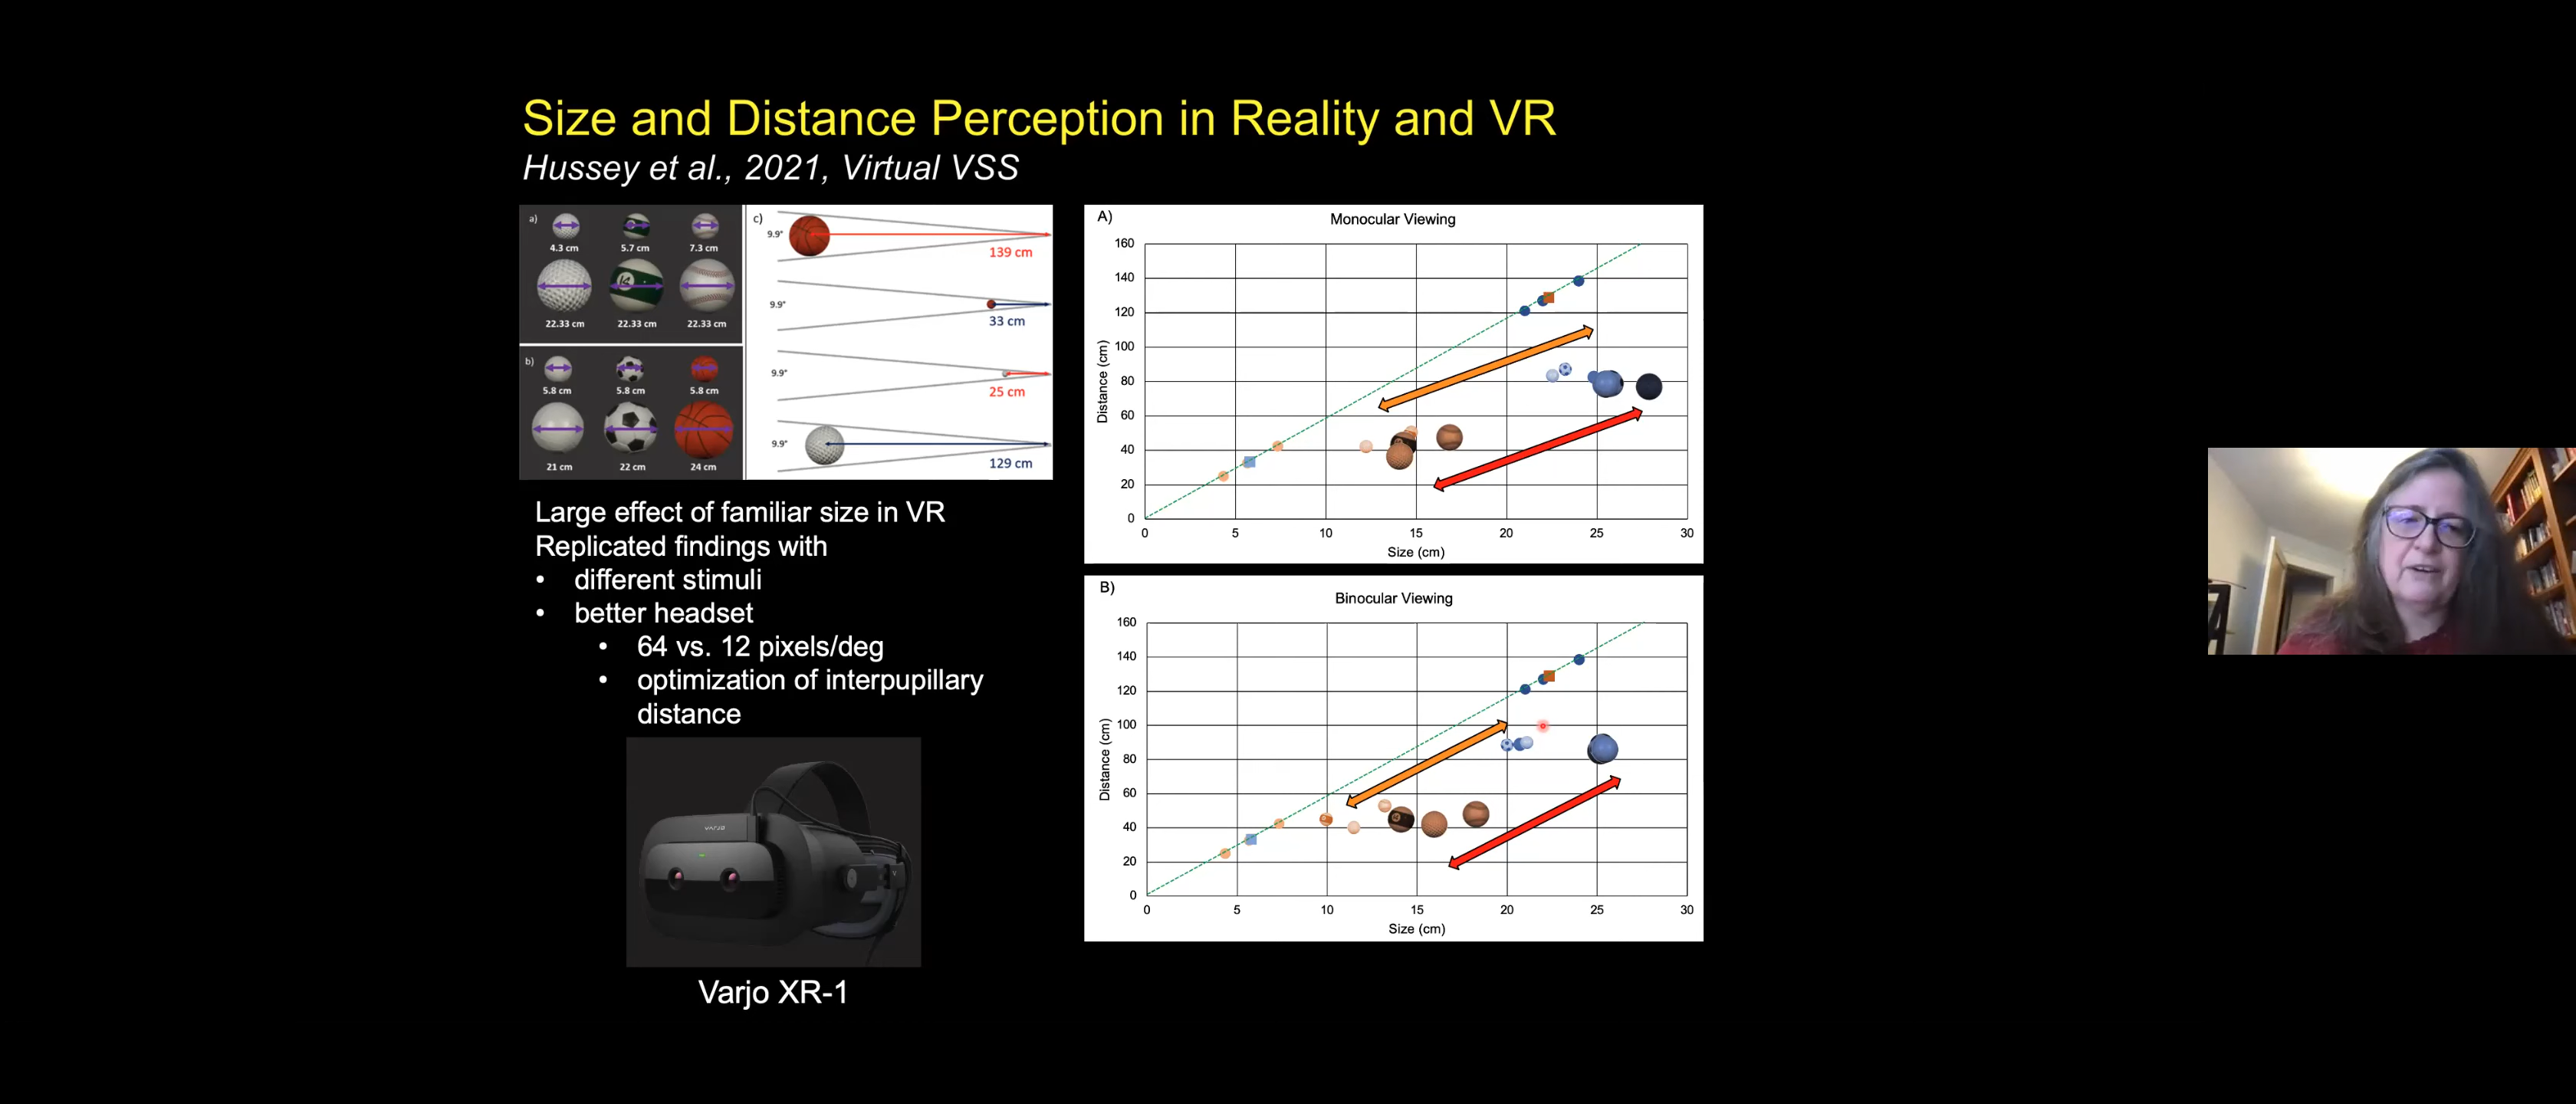 Size and Distance Perception in Reality and VR
Hussey et al., 2021, Virtual VSS
a)
4.3 cm 5.7 cm 7.3 cm
22.33 cm 22.33 cm 22.33 cm
b)
5.8 cm 5.8 cm 5.8 cm
21 cm 22 cm 24 cm
c)
9.9°
139 cm
9.9°
33 cm
9.9°
25 cm
9.9°
129 cm
Large effect of familiar size in VR
Replicated findings with
• different stimuli
• better headset
• 64 vs. 12 pixels/deg
• optimization of interpupillary
distance
VARJO
Varjo XR-1
A)
Monocular Viewing
160
140
120
100
80
60
40
20
0
Distance (cm)
0 5 10 15 20 25 30
Size (cm)
B)
Binocular Viewing
160
140
120
100
80
60
40
20
0
Distance (cm)
0 5 10 15 20 25 30
Size (cm)